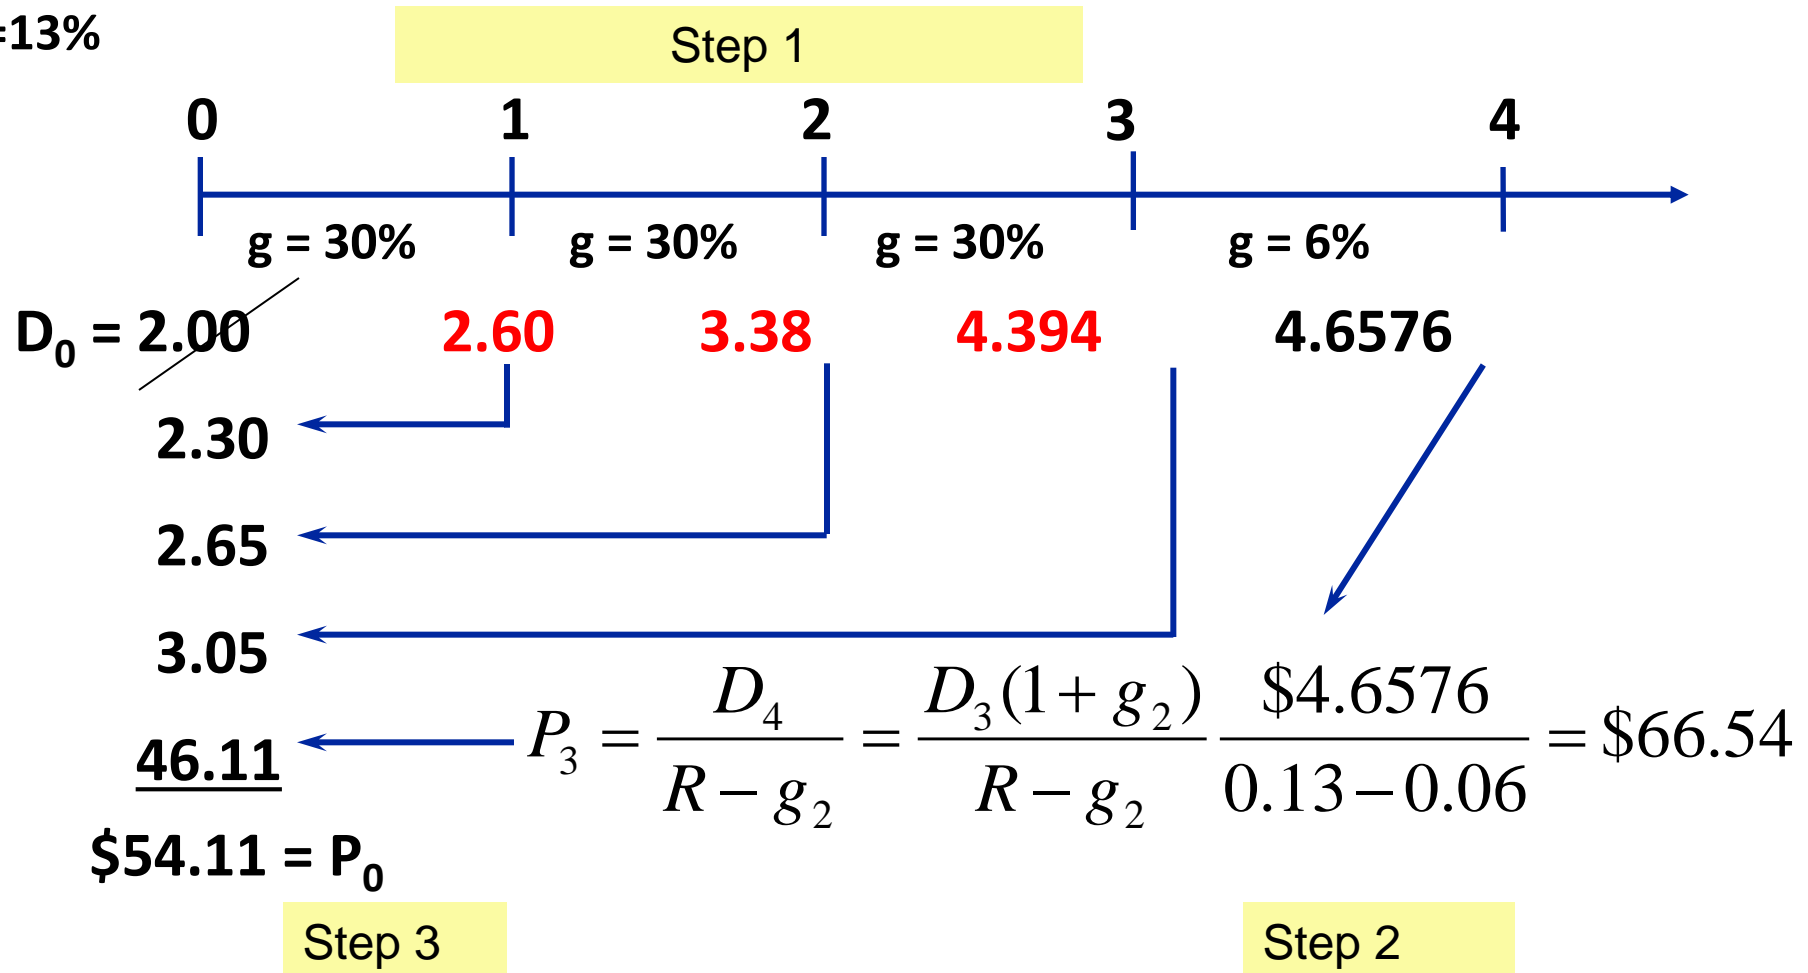 =13%
Step 1
0 1 2 3 4
g = 30% g = 30% g = 30% g = 6%
D₀ = 2.00 2.60 3.38 4.394 4.6576
2.30
2.65
3.05
46.11
P₃ = D₄ / (R − g₂) = D₃(1 + g₂) / (R − g₂) $4.6576 / (0.13 − 0.06) = $66.54
$54.11 = P₀
Step 3 Step 2